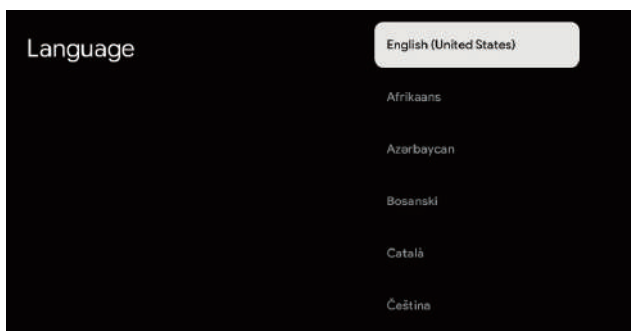 Language
English (United States)
Afrikaans
Azərbaycan
Bosanski
Català
Čeština